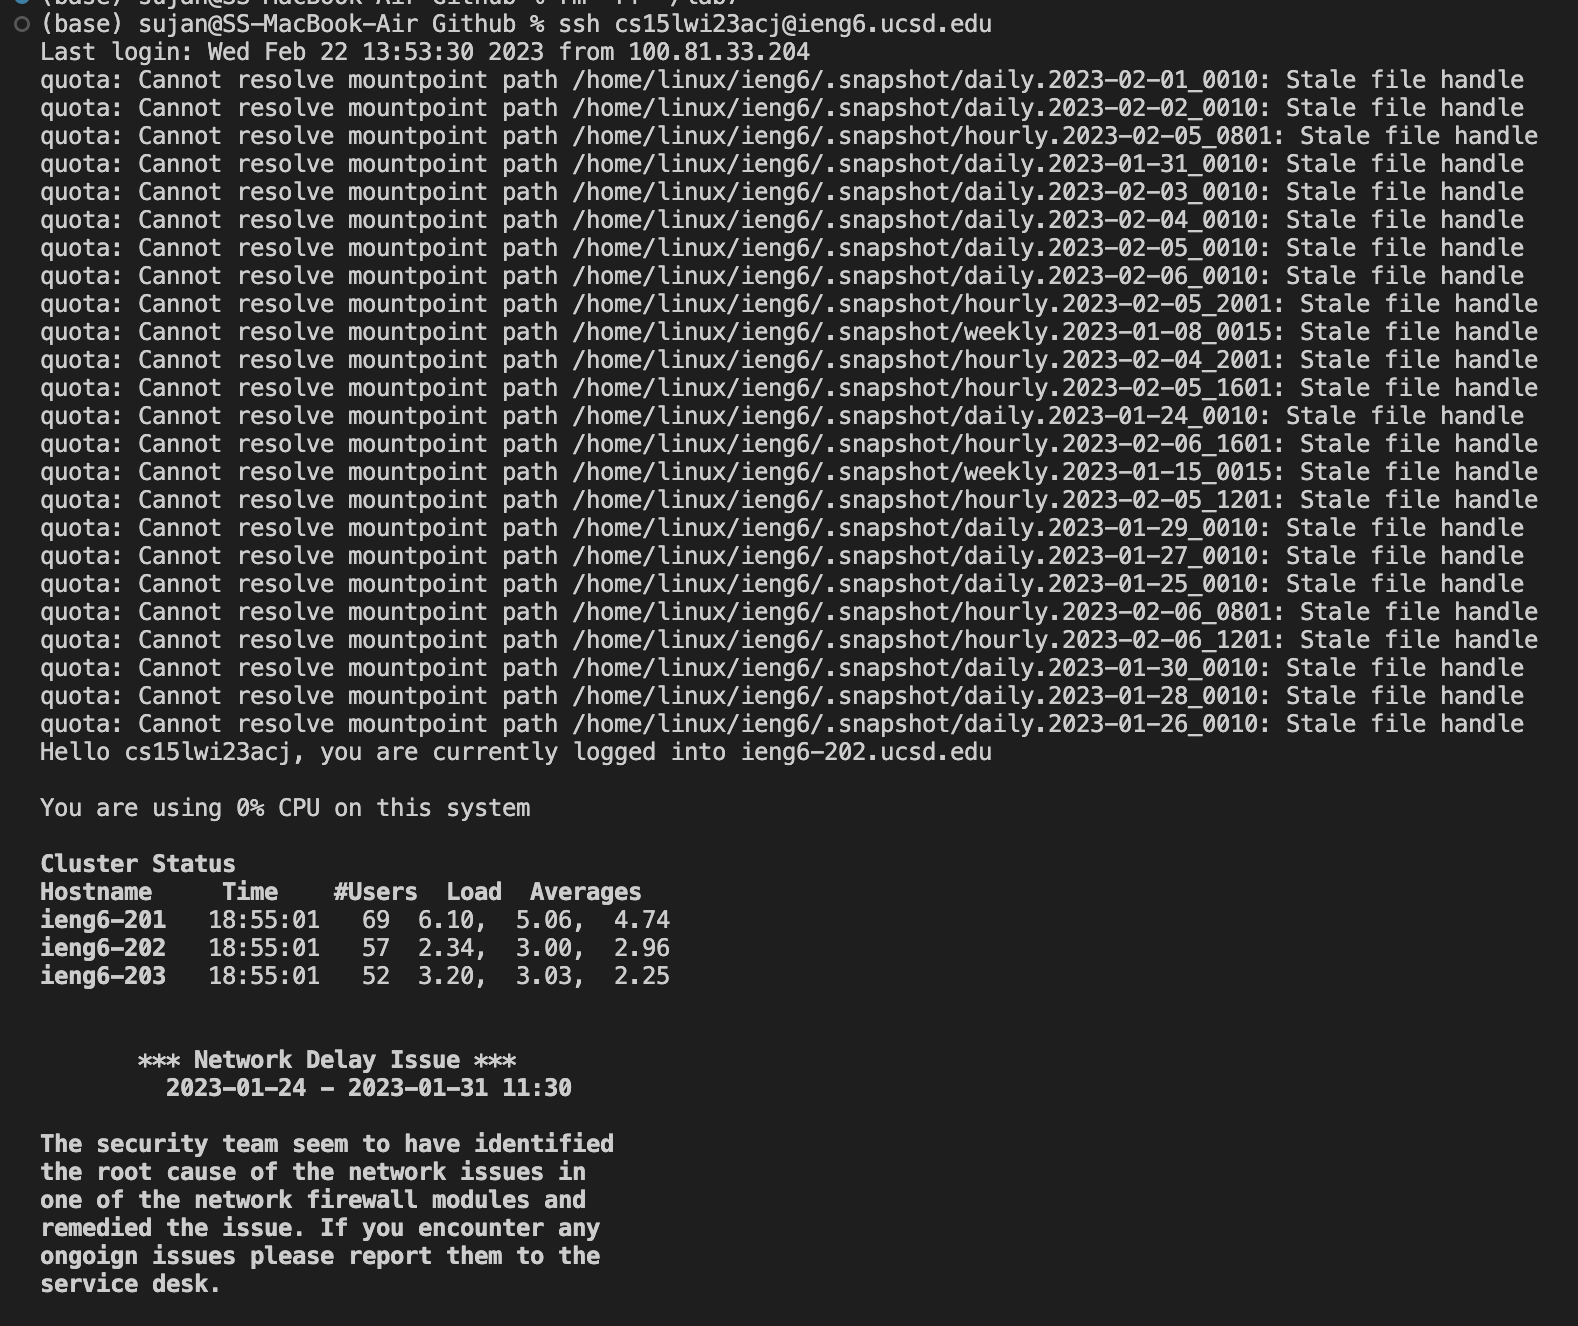 (base) sujan@SS-MacBook-Air Github %
(base) sujan@SS-MacBook-Air Github % ssh cs15lwi23acj@ieng6.ucsd.edu
Last login: Wed Feb 22 13:53:30 2023 from 100.81.33.204
quota: Cannot resolve mountpoint path /home/linux/ieng6/.snapshot/daily.2023-02-01_0010: Stale file handle
quota: Cannot resolve mountpoint path /home/linux/ieng6/.snapshot/daily.2023-02-02_0010: Stale file handle
quota: Cannot resolve mountpoint path /home/linux/ieng6/.snapshot/hourly.2023-02-05_0801: Stale file handle
quota: Cannot resolve mountpoint path /home/linux/ieng6/.snapshot/daily.2023-01-31_0010: Stale file handle
quota: Cannot resolve mountpoint path /home/linux/ieng6/.snapshot/daily.2023-02-03_0010: Stale file handle
quota: Cannot resolve mountpoint path /home/linux/ieng6/.snapshot/daily.2023-02-04_0010: Stale file handle
quota: Cannot resolve mountpoint path /home/linux/ieng6/.snapshot/daily.2023-02-05_0010: Stale file handle
quota: Cannot resolve mountpoint path /home/linux/ieng6/.snapshot/daily.2023-02-06_0010: Stale file handle
quota: Cannot resolve mountpoint path /home/linux/ieng6/.snapshot/hourly.2023-02-05_2001: Stale file handle
quota: Cannot resolve mountpoint path /home/linux/ieng6/.snapshot/weekly.2023-01-08_0015: Stale file handle
quota: Cannot resolve mountpoint path /home/linux/ieng6/.snapshot/hourly.2023-02-04_2001: Stale file handle
quota: Cannot resolve mountpoint path /home/linux/ieng6/.snapshot/hourly.2023-02-05_1601: Stale file handle
quota: Cannot resolve mountpoint path /home/linux/ieng6/.snapshot/daily.2023-01-24_0010: Stale file handle
quota: Cannot resolve mountpoint path /home/linux/ieng6/.snapshot/hourly.2023-02-06_1601: Stale file handle
quota: Cannot resolve mountpoint path /home/linux/ieng6/.snapshot/weekly.2023-01-15_0015: Stale file handle
quota: Cannot resolve mountpoint path /home/linux/ieng6/.snapshot/hourly.2023-02-05_1201: Stale file handle
quota: Cannot resolve mountpoint path /home/linux/ieng6/.snapshot/daily.2023-01-29_0010: Stale file handle
quota: Cannot resolve mountpoint path /home/linux/ieng6/.snapshot/daily.2023-01-27_0010: Stale file handle
quota: Cannot resolve mountpoint path /home/linux/ieng6/.snapshot/daily.2023-01-25_0010: Stale file handle
quota: Cannot resolve mountpoint path /home/linux/ieng6/.snapshot/hourly.2023-02-06_0801: Stale file handle
quota: Cannot resolve mountpoint path /home/linux/ieng6/.snapshot/hourly.2023-02-06_1201: Stale file handle
quota: Cannot resolve mountpoint path /home/linux/ieng6/.snapshot/daily.2023-01-30_0010: Stale file handle
quota: Cannot resolve mountpoint path /home/linux/ieng6/.snapshot/daily.2023-01-28_0010: Stale file handle
quota: Cannot resolve mountpoint path /home/linux/ieng6/.snapshot/daily.2023-01-26_0010: Stale file handle
Hello cs15lwi23acj, you are currently logged into ieng6-202.ucsd.edu
You are using 0% CPU on this system
Cluster Status
Hostname Time #Users Load Averages
ieng6-201 18:55:01 69 6.10, 5.06, 4.74
ieng6-202 18:55:01 57 2.34, 3.00, 2.96
ieng6-203 18:55:01 52 3.20, 3.03, 2.25
*** Network Delay Issue ***
2023-01-24 - 2023-01-31 11:30
The security team seem to have identified
the root cause of the network issues in
one of the network firewall modules and
remedied the issue. If you encounter any
ongoign issues please report them to the
service desk.